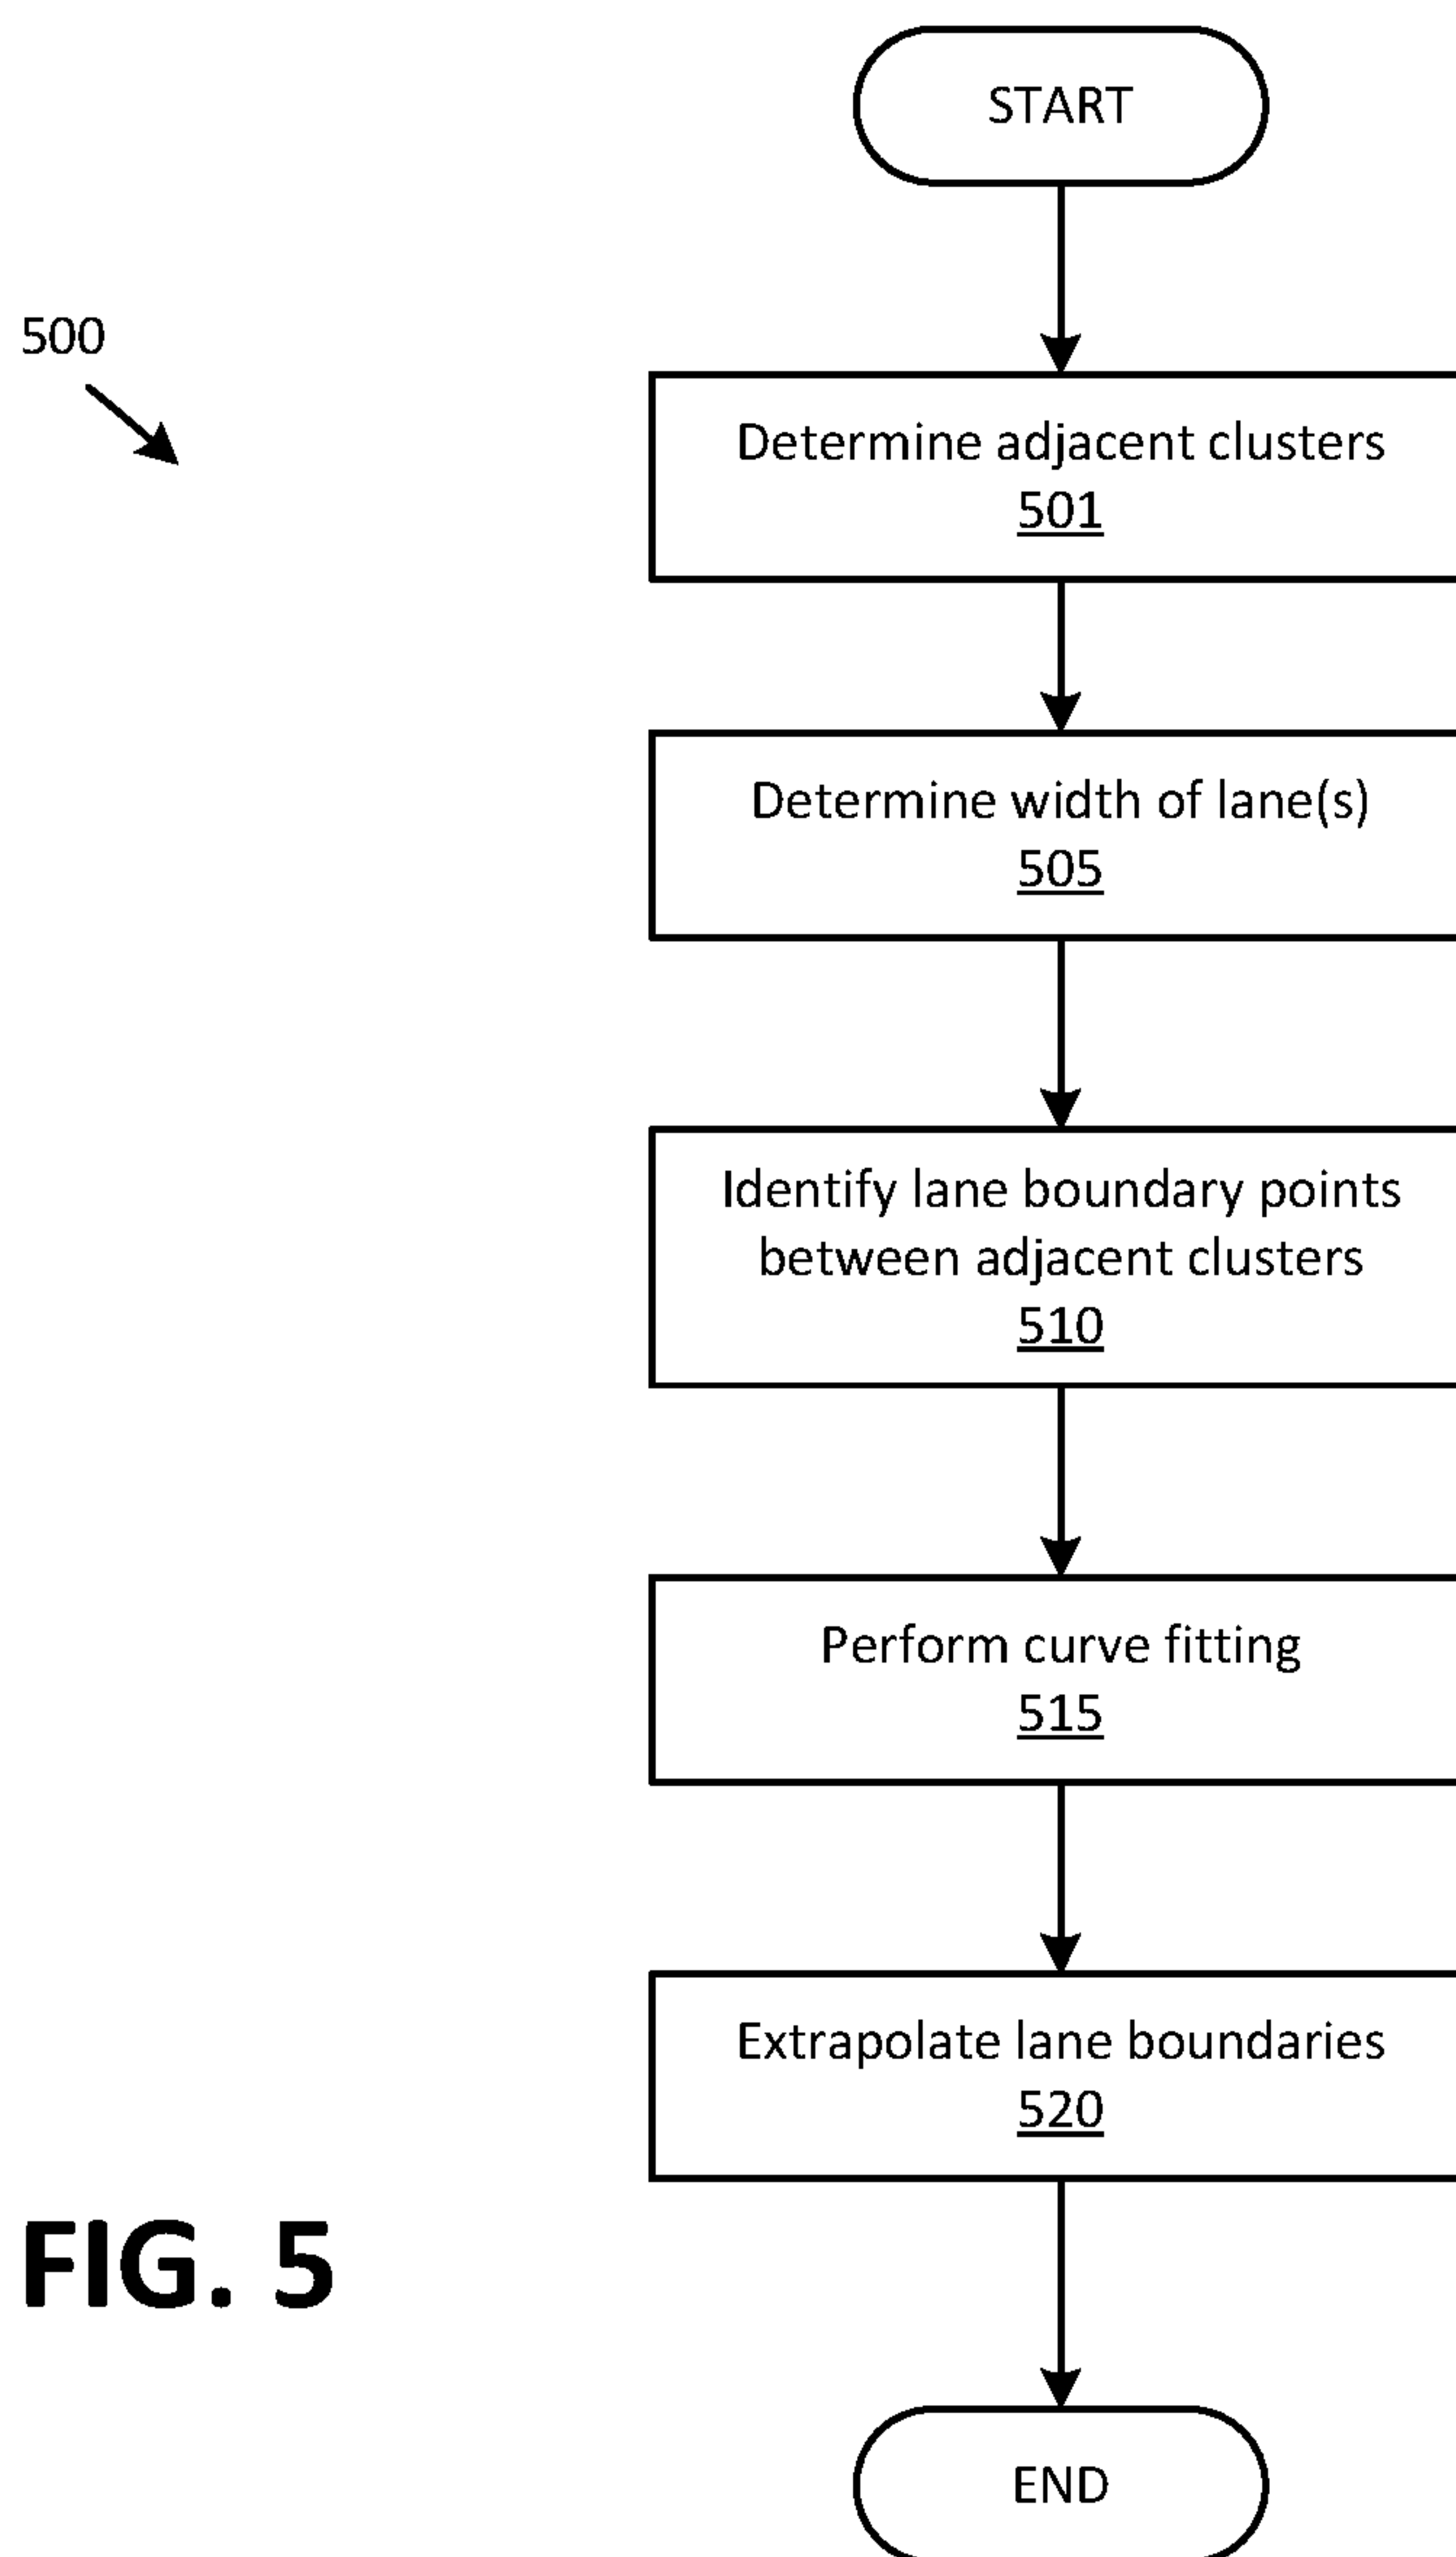 START
500
Determine adjacent clusters
501
Determine width of lane(s)
505
Identify lane boundary points
between adjacent clusters
510
Perform curve fitting
515
Extrapolate lane boundaries
520
FIG. 5
END